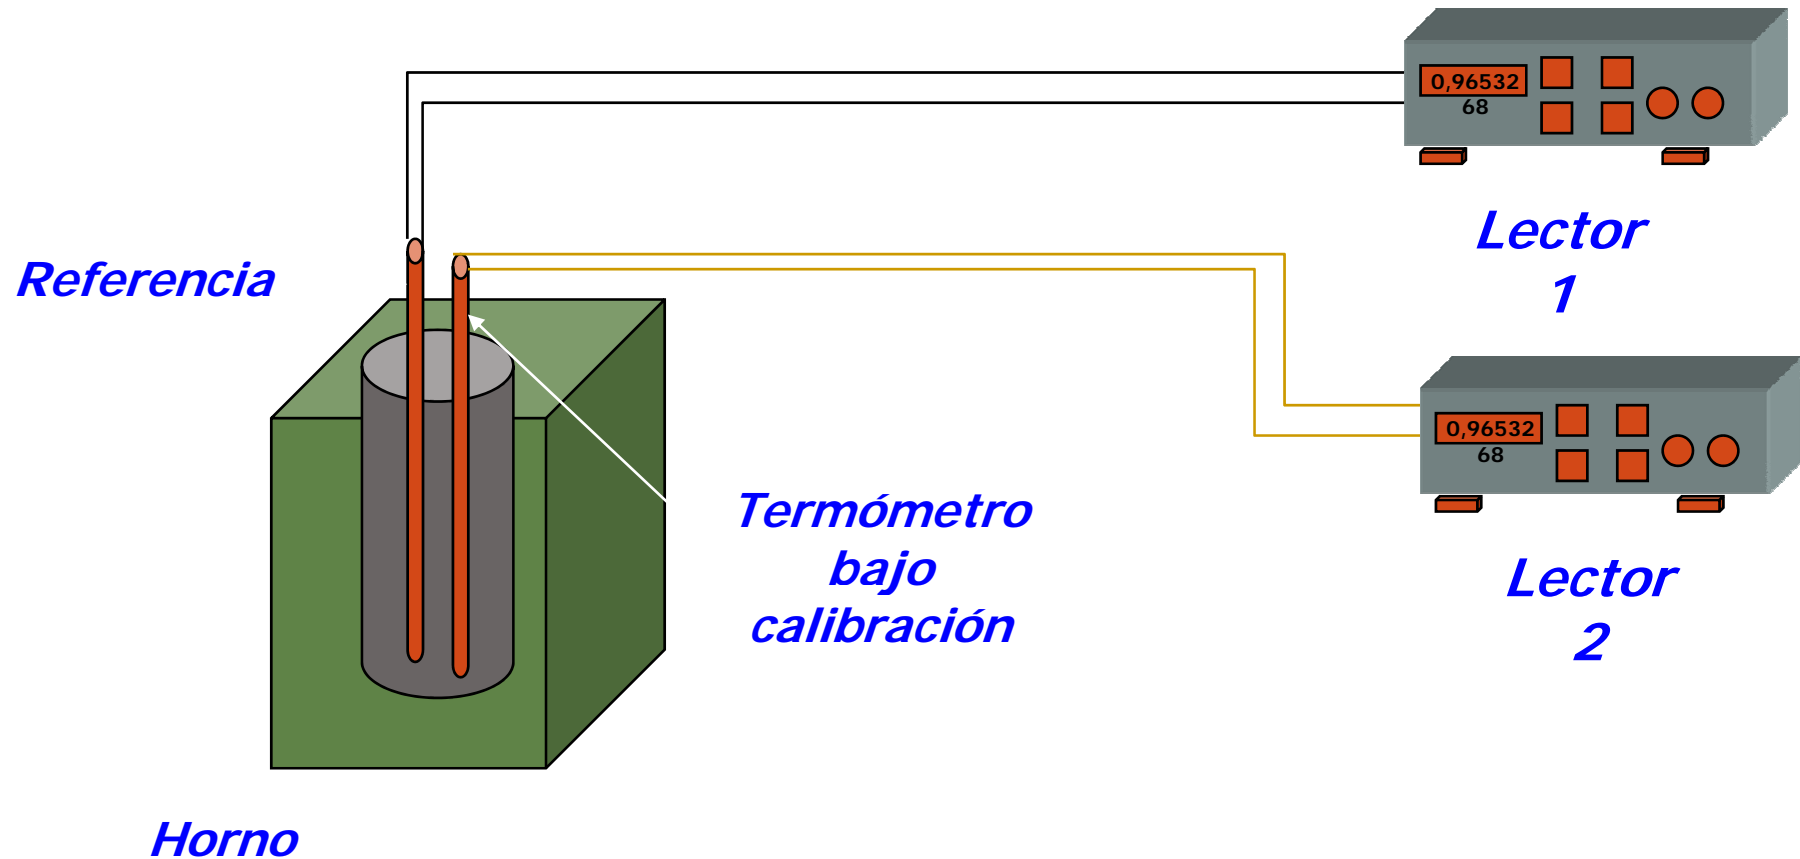 0,96532
68
Lector
1
Referencia
0,96532
68
Termómetro
bajo
calibración
Lector
2
Horno